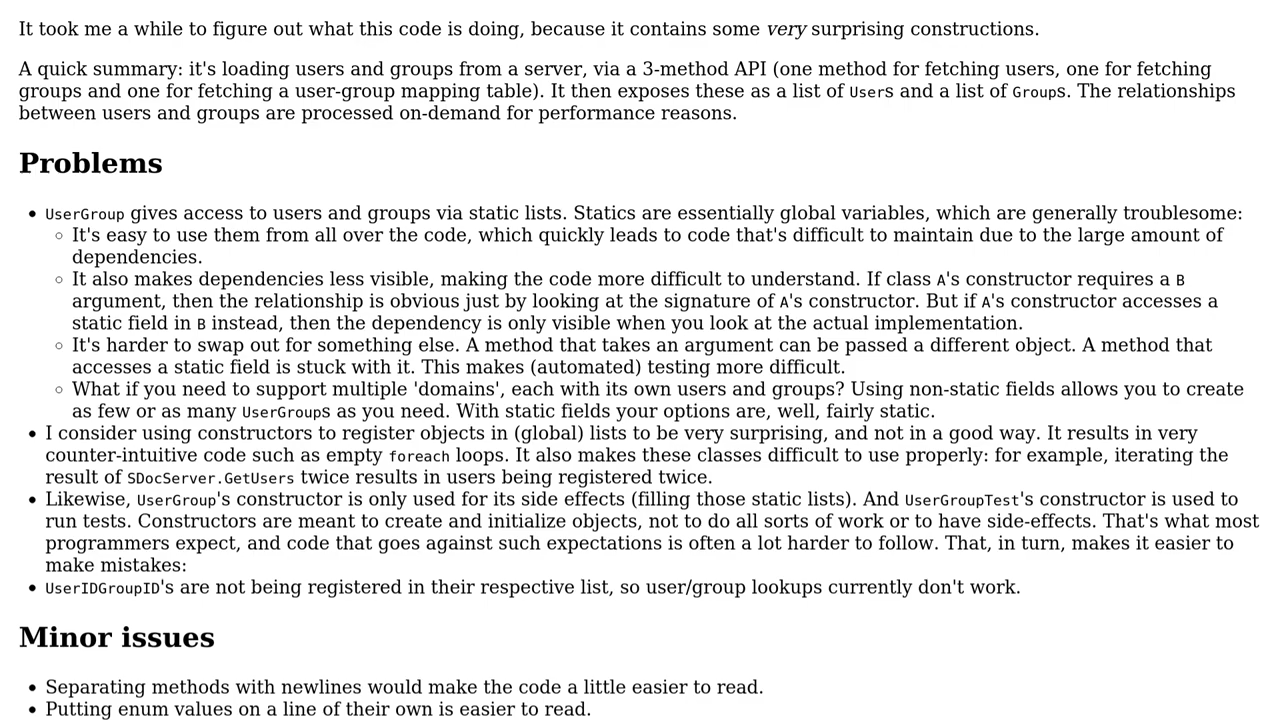 It took me a while to figure out what this code is doing, because it contains some very surprising constructions.
A quick summary: it's loading users and groups from a server, via a 3-method API (one method for fetching users, one for fetching
groups and one for fetching a user-group mapping table). It then exposes these as a list of Users and a list of Groups. The relationships
between users and groups are processed on-demand for performance reasons.
Problems
• UserGroup gives access to users and groups via static lists. Statics are essentially global variables, which are generally troublesome:
◦ It's easy to use them from all over the code, which quickly leads to code that's difficult to maintain due to the large amount of
dependencies.
◦ It also makes dependencies less visible, making the code more difficult to understand. If class A's constructor requires a B
argument, then the relationship is obvious just by looking at the signature of A's constructor. But if A's constructor accesses a
static field in B instead, then the dependency is only visible when you look at the actual implementation.
◦ It's harder to swap out for something else. A method that takes an argument can be passed a different object. A method that
accesses a static field is stuck with it. This makes (automated) testing more difficult.
◦ What if you need to support multiple 'domains', each with its own users and groups? Using non-static fields allows you to create
as few or as many UserGroups as you need. With static fields your options are, well, fairly static.
• I consider using constructors to register objects in (global) lists to be very surprising, and not in a good way. It results in very
counter-intuitive code such as empty foreach loops. It also makes these classes difficult to use properly: for example, iterating the
result of SDocServer.GetUsers twice results in users being registered twice.
• Likewise, UserGroup's constructor is only used for its side effects (filling those static lists). And UserGroupTest's constructor is used to
run tests. Constructors are meant to create and initialize objects, not to do all sorts of work or to have side-effects. That's what most
programmers expect, and code that goes against such expectations is often a lot harder to follow. That, in turn, makes it easier to
make mistakes:
• UserIDGroupID's are not being registered in their respective list, so user/group lookups currently don't work.
Minor issues
• Separating methods with newlines would make the code a little easier to read.
• Putting enum values on a line of their own is easier to read.